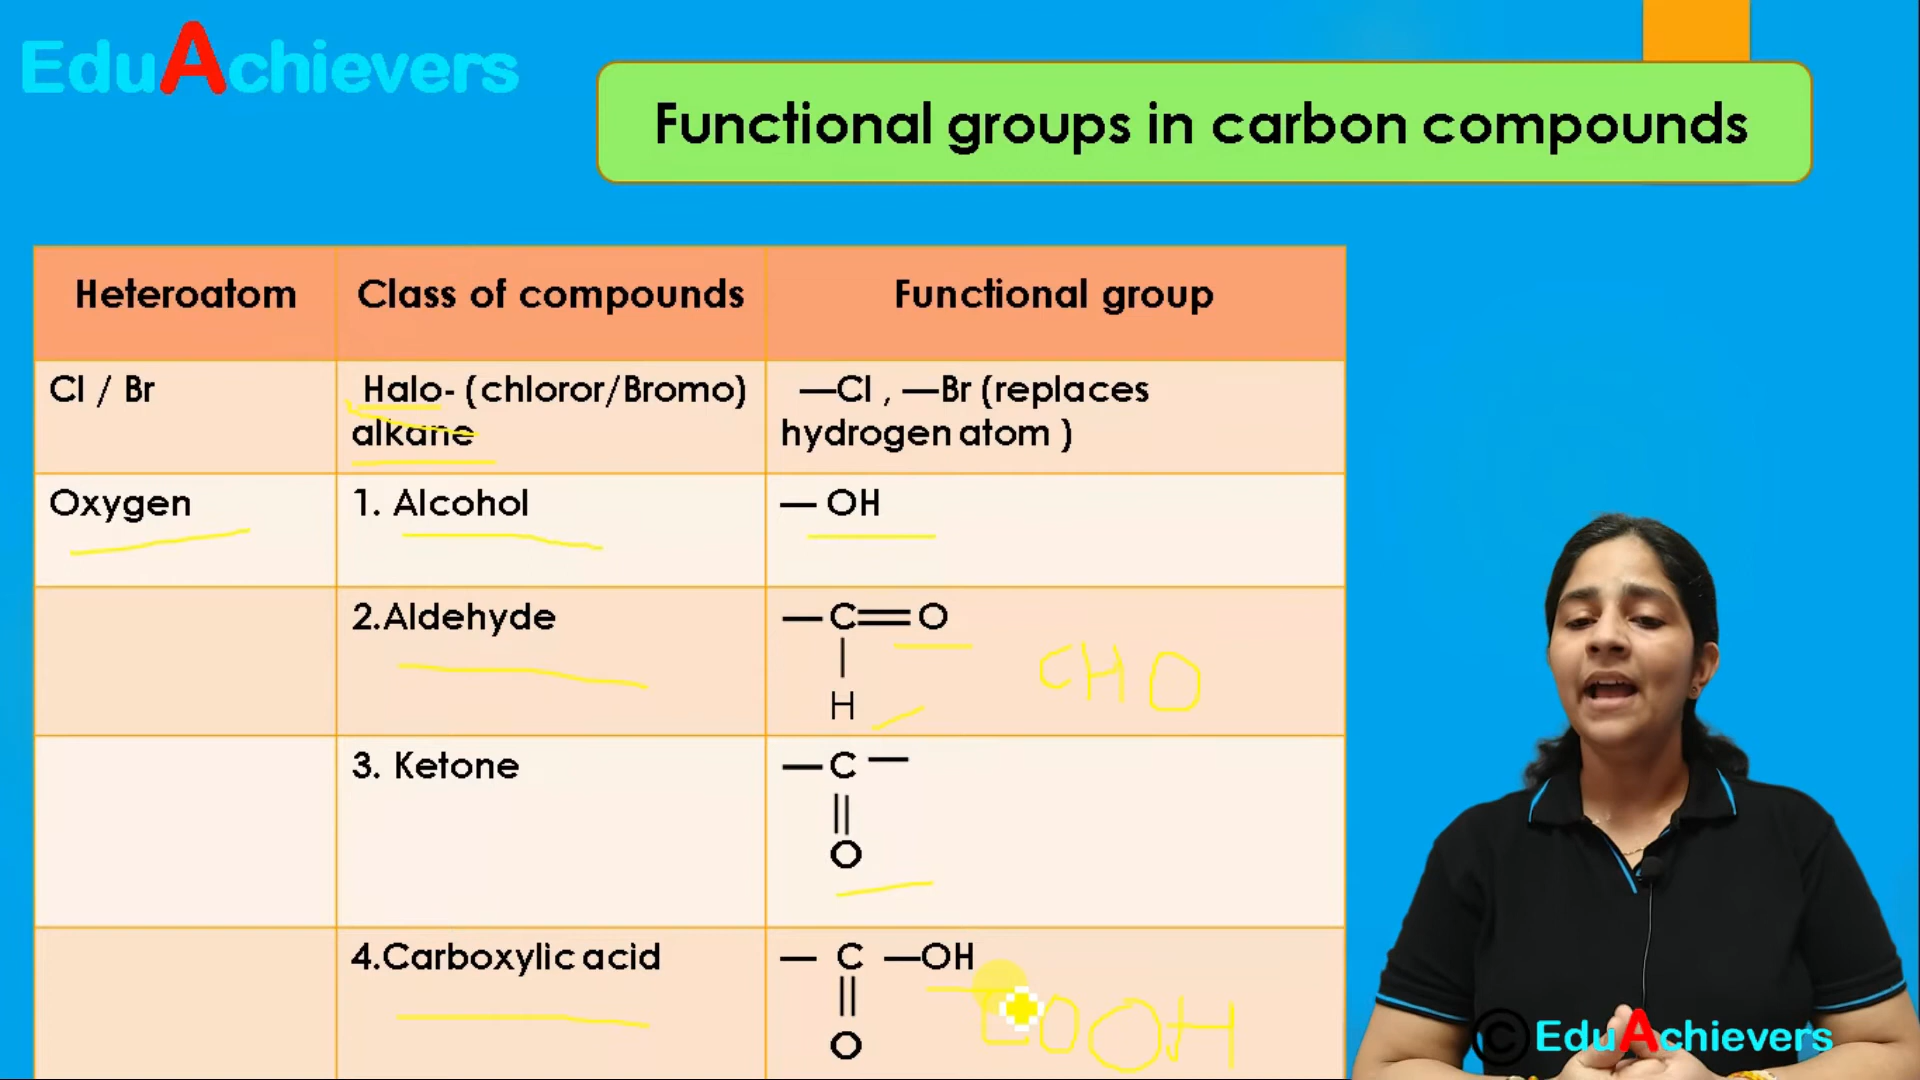 EduAchievers
Functional groups in carbon compounds
Heteroatom
Class of compounds
Functional group
Cl / Br
Halo- (chloror/Bromo)
alkane
—Cl , —Br (replaces
hydrogen atom )
Oxygen
1. Alcohol
— OH
2.Aldehyde
—C=O
|
H
CHO
3. Ketone
—C—
||
O
4.Carboxylic acid
— C —OH
||
O
COOH
© EduAchievers